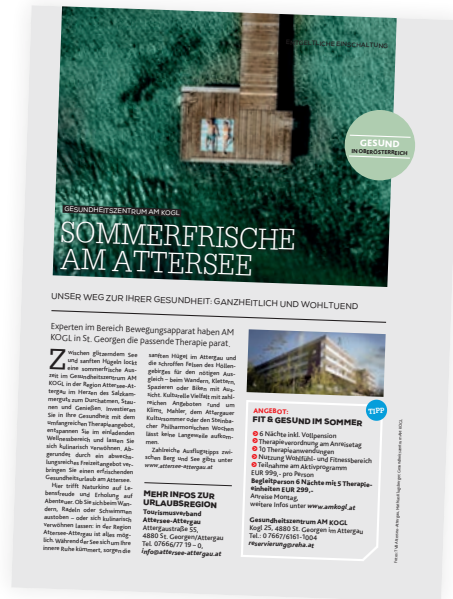 ENTGELTLICHE EINSCHALTUNG
GESUND
IN OBERÖSTERREICH
GESUNDHEITSZENTRUM AM KOGL
SOMMERFRISCHE
AM ATTERSEE
UNSER WEG ZUR IHRER GESUNDHEIT: GANZHEITLICH UND WOHLTUEND
Experten im Bereich Bewegungsapparat haben AM
KOGL in St. Georgen die passende Therapie parat.
Zwischen glitzerndem See
und sanften Hügeln lockt
eine sommerfrische Aus-
zeit im Gesundheitszentrum AM
KOGL in der Region Attersee-At-
tergau im Herzen des Salzkam-
merguts zum Durchatmen, Stau-
nen und Genießen. Investieren
Sie in Ihre Gesundheit mit dem
umfangreichen Therapieangebot,
entspannen Sie im einladenden
Wellnessbereich und lassen Sie
sich kulinarisch verwöhnen. Ab-
gerundet durch ein abwechs-
lungsreiches Freizeitangebot ver-
bringen Sie einen erfrischenden
Gesundheitsurlaub am Attersee.
Hier trifft Naturkino auf Le-
bensfreude und Erholung auf
Abenteuer. Ob Sie sich beim Wan-
dern, Radeln oder Schwimmen
austoben – oder sich kulinarisch
verwöhnen lassen: In der Region
Attersee-Attergau ist alles mög-
lich. Während der See sich um Ihre
innere Ruhe kümmert, sorgen die
sanften Hügel im Attergau und
die schroffen Felsen des Höllen-
gebirges für den nötigen Aus-
gleich – beim Wandern, Klettern,
Spazieren oder Biken mit Aus-
sicht. Kulturelle Vielfalt mit zahl-
reichen Angeboten rund um
Klimt, Mahler, dem Attergauer
Kultursommer oder den Steinba-
cher Philharmonischen Wochen
lässt keine Langeweile aufkom-
men.
Zahlreiche Ausflugstipps zwi-
schen Berg und See gibts unter
www.attersee-attergau.at
MEHR INFOS ZUR
URLAUBSREGION
Tourismusverband
Attersee-Attergau
Attergaustraße 55,
4880 St. Georgen/Attergau
Tel. 07666/77 19 – 0,
info@attersee-attergau.at
TIPP
ANGEBOT:
FIT & GESUND IM SOMMER
6 Nächte inkl. Vollpension
Therapieverordnung am Anreisetag
10 Therapieanwendungen
Nutzung Wohlfühl- und Fitnessbereich
Teilnahme am Aktivprogramm
EUR 999,- pro Person
Begleitperson 6 Nächte mit 5 Therapie-
einheiten EUR 899,-
Anreise Montag,
weitere Infos unter www.amkogl.at
Gesundheitszentrum AM KOGL
Kogl 25, 4880 St. Georgen im Attergau
Tel.: 0 7667/6161-1004
reservierung@reha.at